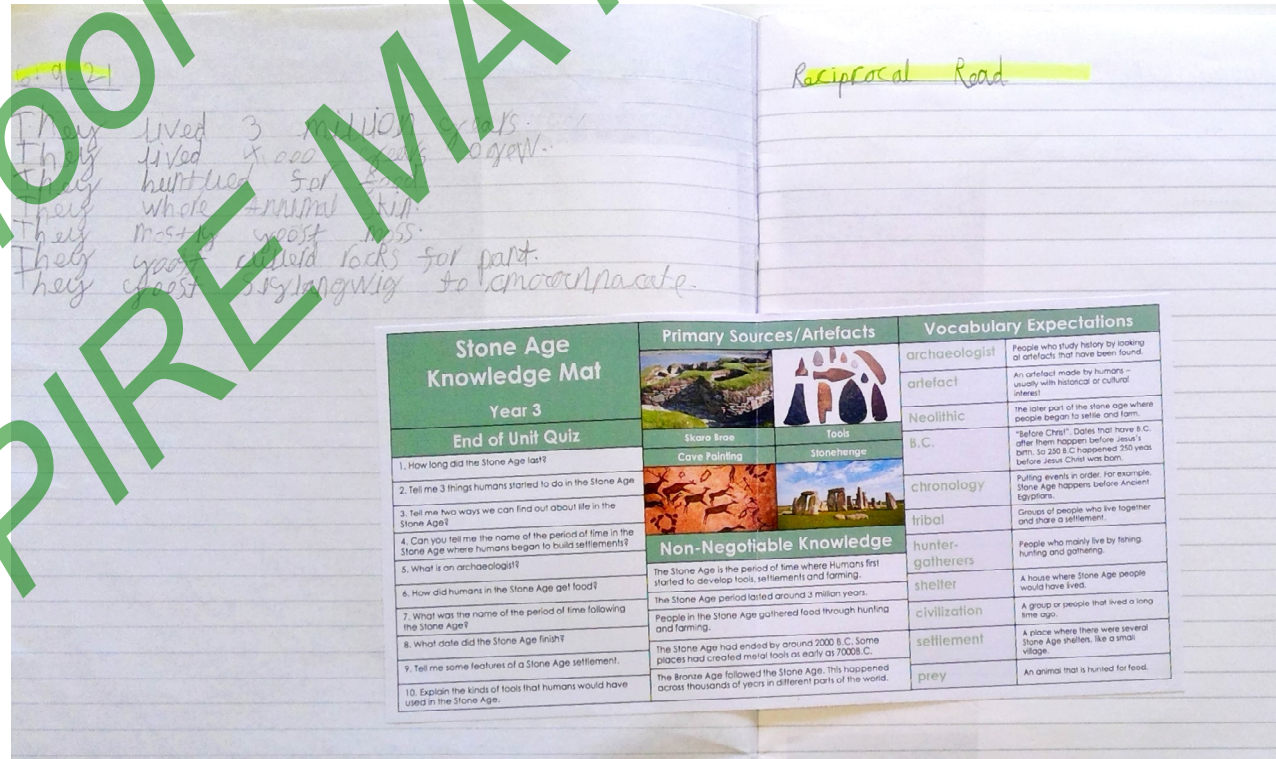 6.9.21
They lived 3 million years.
They lived 4000 years ogew.
They huntued for food.
They whore Annimal skin.
They mostly yoost moss.
They yoost culield rocks for pant.
They yoost siglangwig to
Reciprocal Read
Stone Age
Knowledge Mat
Year 3
End of Unit Quiz
1. How long did the Stone Age last?
2. Tell me 3 things humans started to do in the Stone Age
3. Tell me two ways we can find out about life in the
Stone Age?
4. Can you tell me the name of the period of time in the
Stone Age where humans began to build settlements?
5. What is an archaeologist?
6. How did humans in the Stone Age get food?
7. What was the name of the period of time following
the Stone Age?
8. What date did the Stone Age finish?
9. Tell me some features of a Stone Age settlement.
10. Explain the kinds of tools that humans would have
used in the Stone Age.
Primary Sources/Artefacts
Skara Brae
Tools
Cave Painting
Stonehenge
Non-Negotiable Knowledge
The Stone Age is the period of time where Humans first
started to develop tools, settlements and farming.
The Stone Age period lasted around 3 million years.
People in the Stone Age gathered food through hunting
and farming.
The Stone Age had ended by around 2000 B.C. Some
places had created metal tools as early as 7000B.C.
The Bronze Age followed the Stone Age. This happened
across thousands of years in different parts of the world.
Vocabulary Expectations
archaeologist
People who study history by looking
at artefacts that have been found.
artefact
An artefact made by humans –
usually with historical or cultural
interest
Neolithic
The later part of the stone age where
people began to settle and farm.
B.C.
"Before Christ". Dates that have B.C.
after them happen before Jesus's
birth. So 250 B.C happened 250 years
before Jesus Christ was born.
chronology
Putting events in order. For example,
Stone Age happens before Ancient
Egyptians.
tribal
Groups of people who live together
and share a settlement.
hunter-
gatherers
People who mainly live by fishing,
hunting and gathering.
shelter
A house where Stone Age people
would have lived.
civilization
A group or people that lived a long
time ago.
settlement
A place where there were several
Stone Age shelters, like a small
village.
prey
An animal that is hunted for food.
PIRE MA